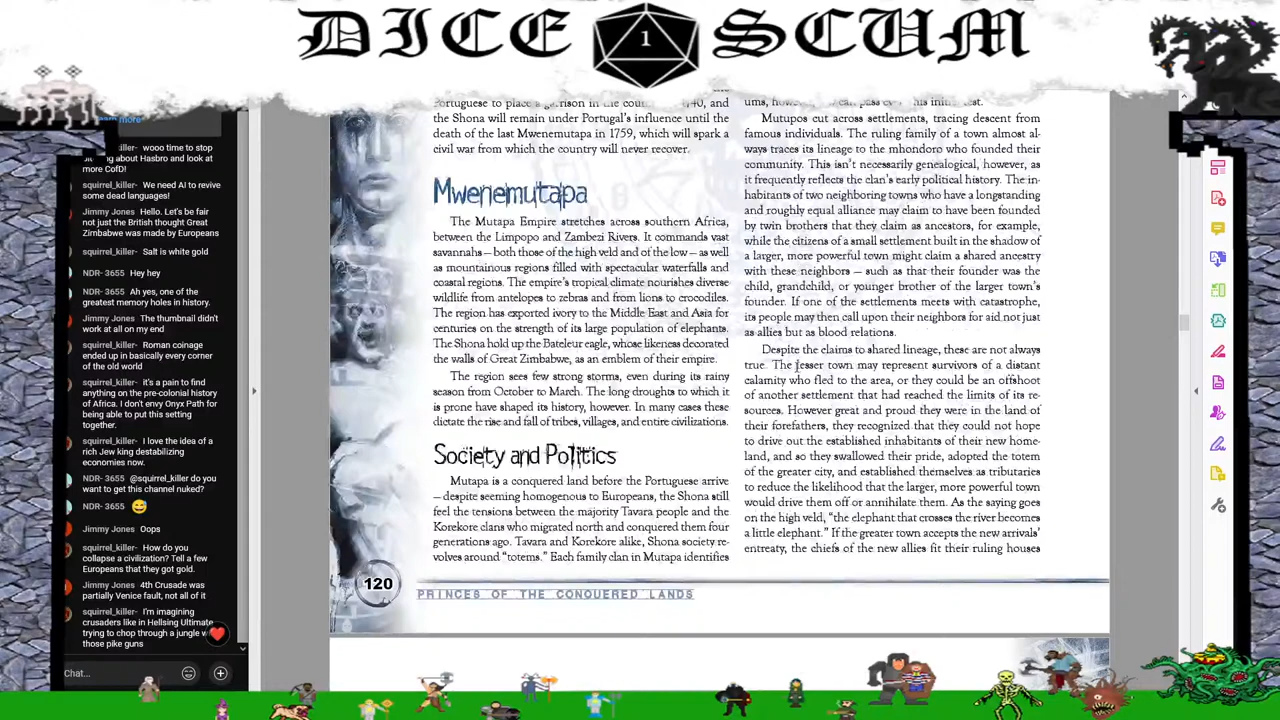 DICE 1 SCUM
wooo time to stop
about Hasbro and look at
more CofD!
squirrel_killer- We need AI to revive
some dead languages!
Jimmy Jones Hello. Let's be fair
not just the British thought Great
Zimbabwe was made by Europeans
squirrel_killer- Salt is white gold
NDR- 3655 Hey hey
NDR- 3655 Ah yes, one of the
greatest memory holes in history.
Jimmy Jones The thumbnail didn't
work at all on my end
squirrel_killer- Roman coinage
ended up in basically every corner
of the old world
squirrel_killer- it's a pain to find
anything on the pre-colonial history
of Africa. I don't envy Onyx Path for
being able to put this setting
together.
squirrel_killer- I love the idea of a
rich Jew king destabilizing
economies now.
NDR- 3655 @squirrel_killer do you
want to get this channel nuked?
NDR- 3655 😅
Jimmy Jones Oops
squirrel_killer- How do you
collapse a civilization? Tell a few
Europeans that they got gold.
Jimmy Jones 4th Crusade was
partially Venice fault, not all of it
squirrel_killer- I'm imagining
crusaders like in Hellsing Ultimate
trying to chop through a jungle
those pike guns
Chat...
Portuguese to place a garrison in the and
the Shona will remain under Portugal's influence until the
death of the last Mwenemutapa in 1759, which will spark a
civil war from which the country will never recover.
Mwenemutapa
The Mutapa Empire stretches across southern Africa,
between the Limpopo and Zambezi Rivers. It commands vast
savannahs – both those of the high veld and of the low – as well
as mountainous regions filled with spectacular waterfalls and
coastal regions. The empire's tropical climate nourishes diverse
wildlife from antelopes to zebras and from lions to crocodiles.
The region has exported ivory to the Middle East and Asia for
centuries on the strength of its large population of elephants.
The Shona hold up the Bateleur eagle, whose likeness decorated
the walls of Great Zimbabwe, as an emblem of their empire.
The region sees few strong storms, even during its rainy
season from October to March. The long droughts to which it
is prone have shaped its history, however. In many cases these
dictate the rise and fall of tribes, villages, and entire civilizations.
Society and Politics
Mutapa is a conquered land before the Portuguese arrive
– despite seeming homogenous to Europeans, the Shona still
feel the tensions between the majority Tavara people and the
Korekore clans who migrated north and conquered them four
generations ago. Tavara and Korekore alike, Shona society re-
volves around "totems." Each family clan in Mutapa identifies
Mutupos cut across settlements, tracing descent from
famous individuals. The ruling family of a town almost al-
ways traces its lineage to the mhondoro who founded their
community. This isn't necessarily genealogical, however, as
it frequently reflects the clan's early political history. The in-
habitants of two neighboring towns who have a longstanding
and roughly equal alliance may claim to have been founded
by twin brothers that they claim as ancestors, for example,
while the citizens of a small settlement built in the shadow of
a larger, more powerful town might claim a shared ancestry
with these neighbors – such as that their founder was the
child, grandchild, or younger brother of the larger town's
founder. If one of the settlements meets with catastrophe,
its people may then call upon their neighbors for aid not just
as allies but as blood relations.
Despite the claims to shared lineage, these are not always
true. The lesser town may represent survivors of a distant
calamity who fled to the area, or they could be an offshoot
of another settlement that had reached the limits of its re-
sources. However great and proud they were in the land of
their forefathers, they recognized that they could not hope
to drive out the established inhabitants of their new home-
land, and so they swallowed their pride, adopted the totem
of the greater city, and established themselves as tributaries
to reduce the likelihood that the larger, more powerful town
would drive them off or annihilate them. As the saying goes
on the high veld, "the elephant that crosses the river becomes
a little elephant." If the greater town accepts the new arrivals'
entreaty, the chiefs of the new allies fit their ruling houses
120
PRINCES OF THE CONQUERED LANDS